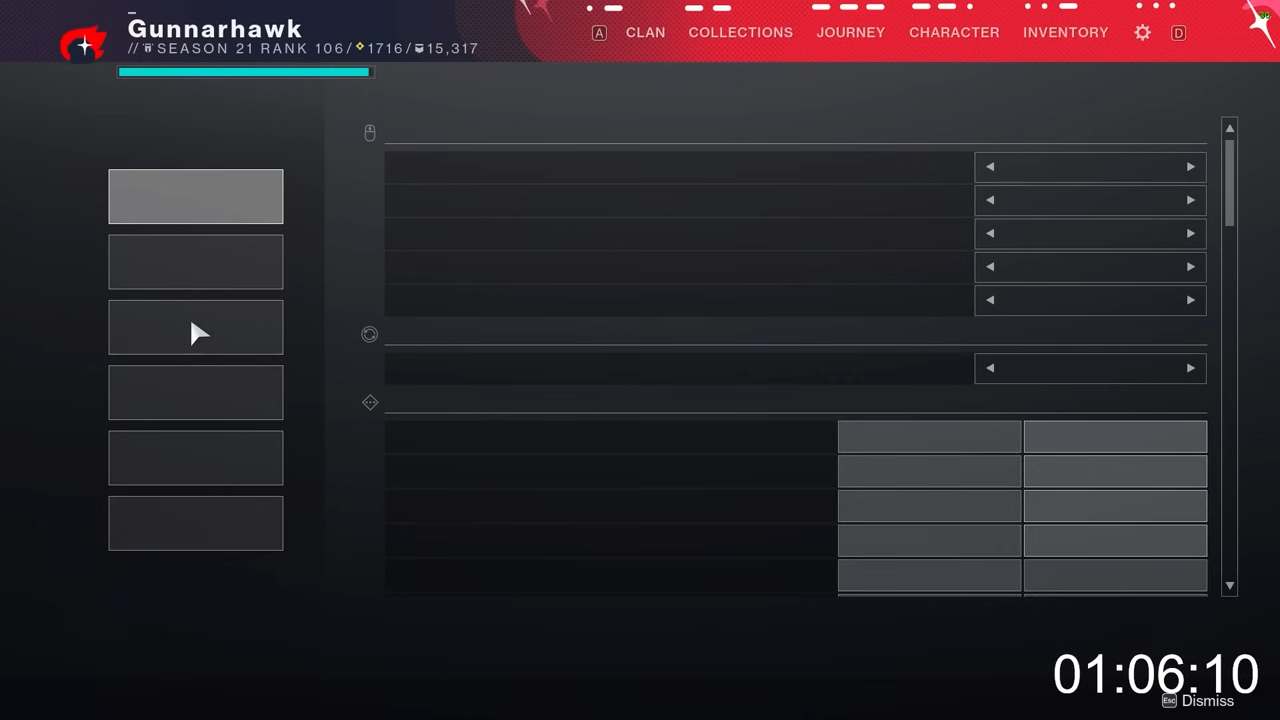 Gunnarhawk
// SEASON 21 RANK 106/ 1716/ 15,317
A CLAN COLLECTIONS JOURNEY CHARACTER INVENTORY D
01:06:10
Esc Dismiss